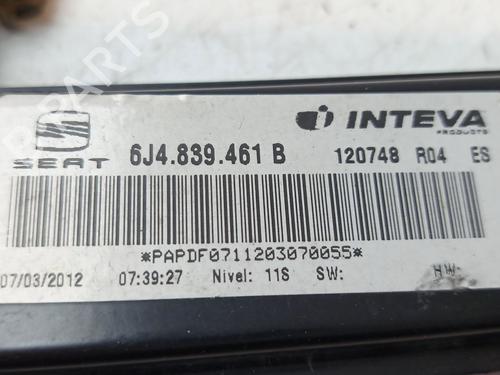 B-PARTS
INTEVA
PRODUCTS
SEAT 6J4.839.461 B 120748 R04 ES
*PAPDF0711203070055*
07/03/2012 07:39:27 Nivel: 11S SW: HW: